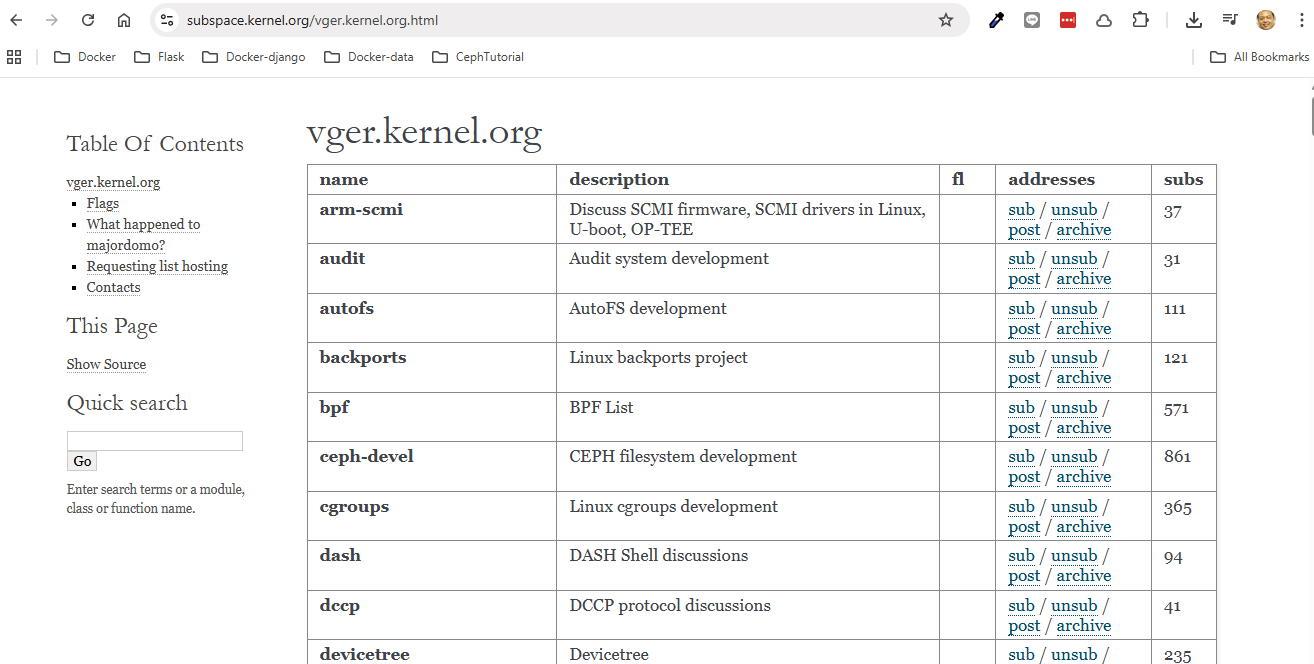 subspace.kernel.org/vger.kernel.org.html
Docker
Flask
Docker-django
Docker-data
CephTutorial
All Bookmarks
Table Of Contents
vger.kernel.org
Flags
What happened to
majordomo?
Requesting list hosting
Contacts
This Page
Show Source
Quick search
Go
Enter search terms or a module,
class or function name.
vger.kernel.org
name description fl addresses subs
arm-scmi Discuss SCMI firmware, SCMI drivers in Linux, sub / unsub / 37
U-boot, OP-TEE post / archive
audit Audit system development sub / unsub / 31
post / archive
autofs AutoFS development sub / unsub / 111
post / archive
backports Linux backports project sub / unsub / 121
post / archive
bpf BPF List sub / unsub / 571
post / archive
ceph-devel CEPH filesystem development sub / unsub / 861
post / archive
cgroups Linux cgroups development sub / unsub / 365
post / archive
dash DASH Shell discussions sub / unsub / 94
post / archive
dccp DCCP protocol discussions sub / unsub / 41
post / archive
devicetree Devicetree sub / unsub / 235